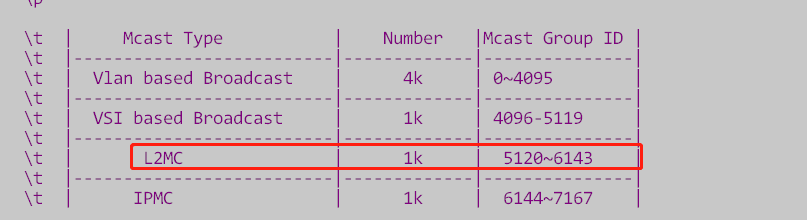 \p
\t | Mcast Type | Number |Mcast Group ID |
\t |---------------------------|-----------|---------------|
\t | Vlan based Broadcast | 4k | 0~4095
\t |---------------------------|-----------|---------------|
\t | VSI based Broadcast | 1k | 4096-5119 |
\t |---------------------------|-----------|---------------|
\t | L2MC | 1k | 5120~6143 |
\t |---------------------------|-----------|---------------|
\t | IPMC | 1k | 6144~7167 |